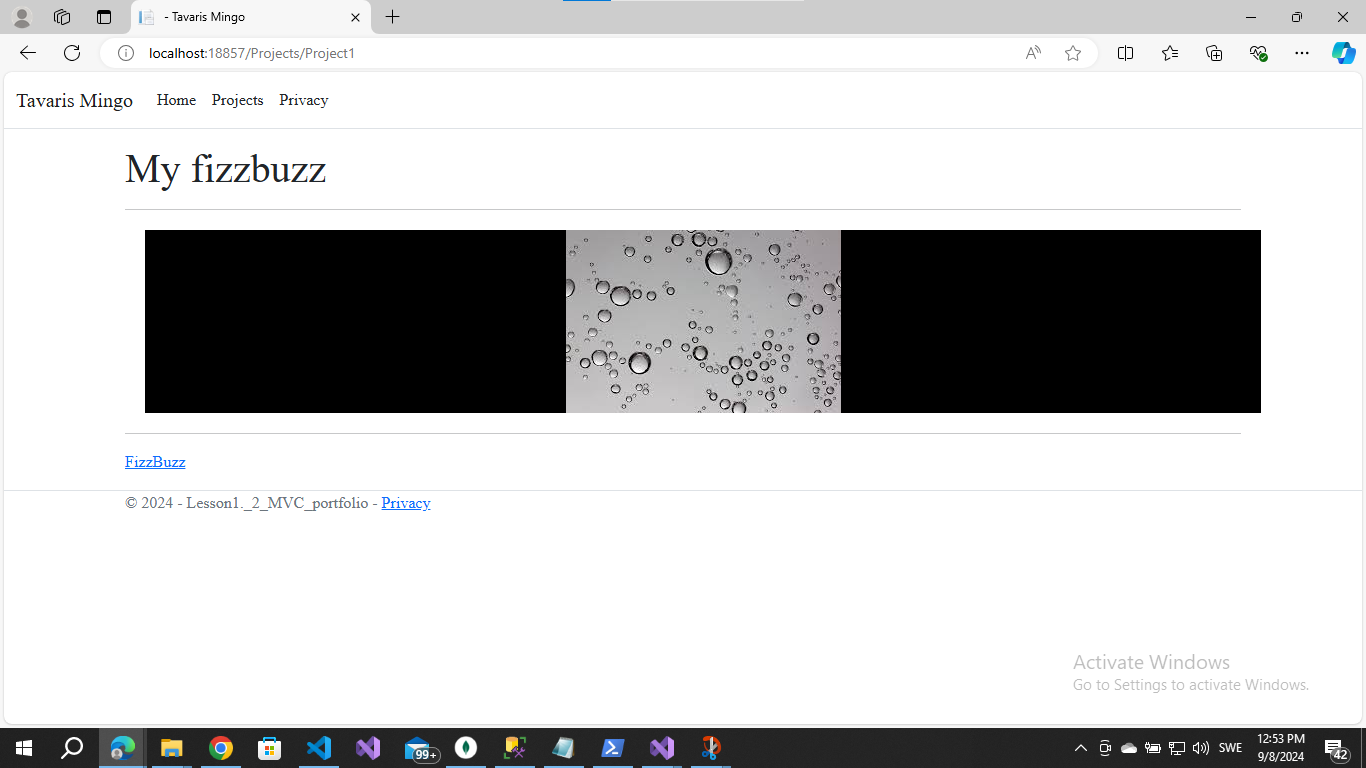 - Tavaris Mingo
localhost:18857/Projects/Project1
Tavaris Mingo Home Projects Privacy
My fizzbuzz
FizzBuzz
© 2024 - Lesson1._2_MVC_portfolio - Privacy
Activate Windows
Go to Settings to activate Windows.
99+
SWE
12:53 PM
9/8/2024
42